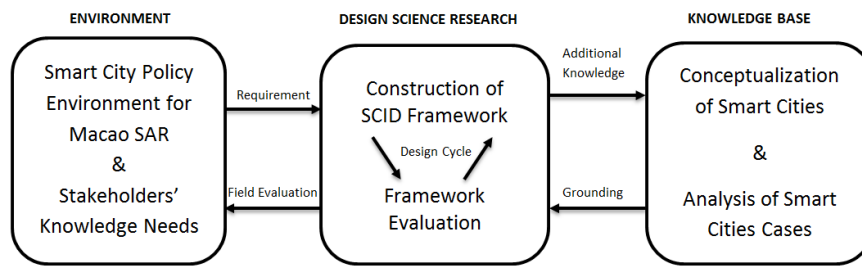 ENVIRONMENT
Smart City Policy
Environment for
Macao SAR
&
Stakeholders’
Knowledge Needs
Requirement
Field Evaluation
DESIGN SCIENCE RESEARCH
Construction of
SCID Framework
Design Cycle
Framework
Evaluation
Additional
Knowledge
Grounding
KNOWLEDGE BASE
Conceptualization
of Smart Cities
&
Analysis of Smart
Cities Cases